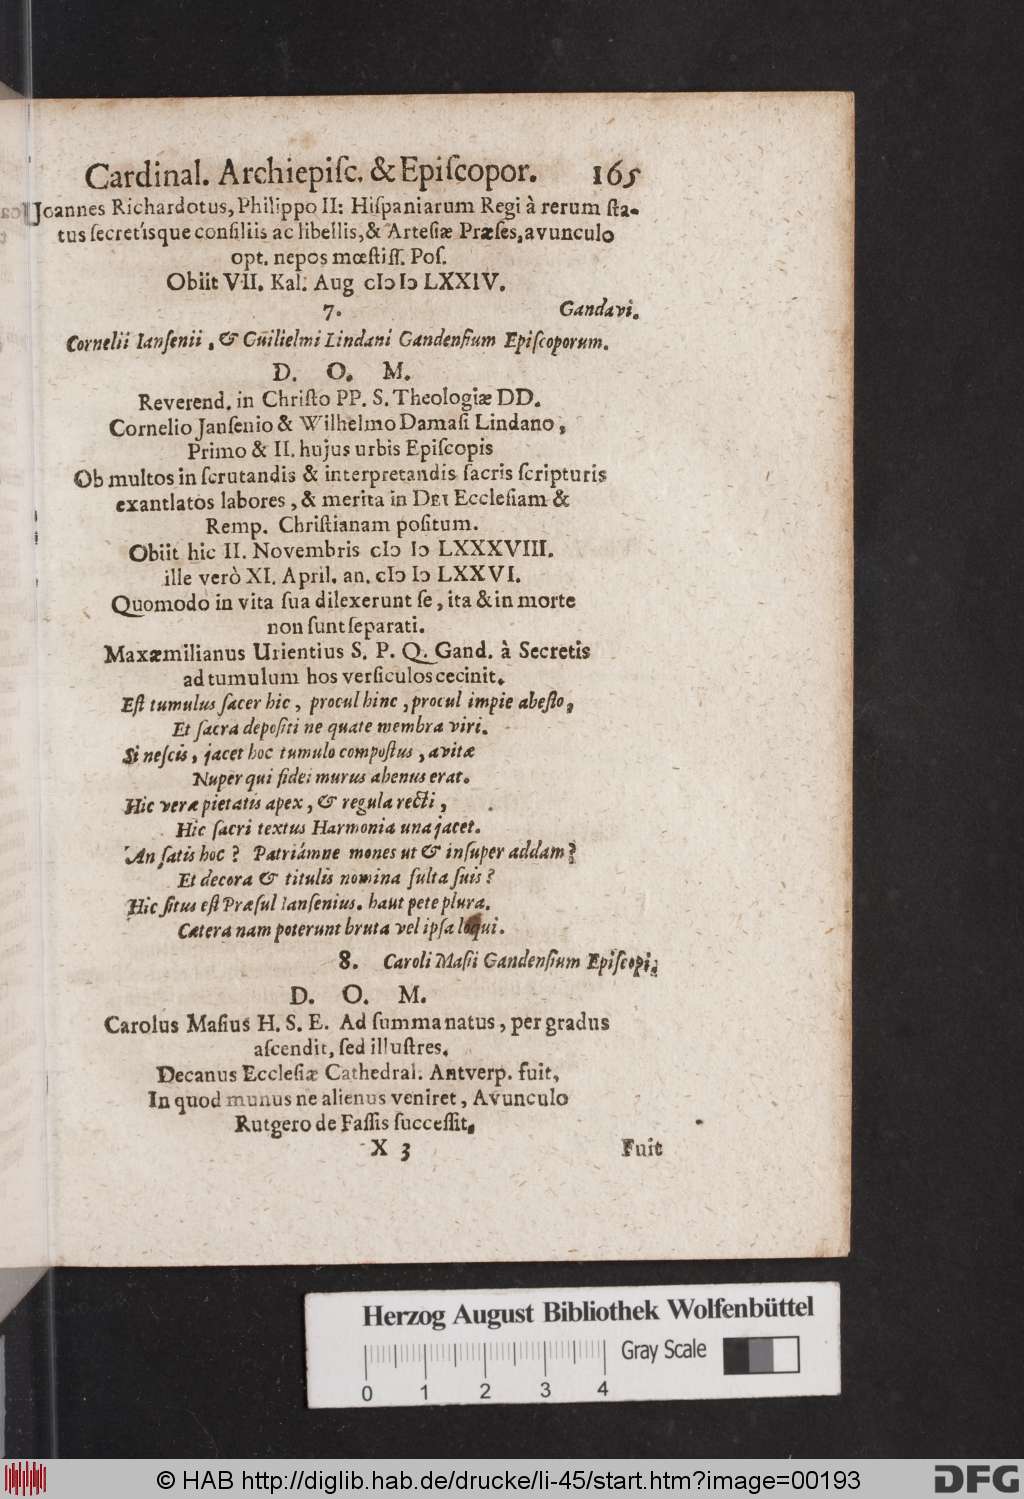 Cardinal. Archiepiſc. & Epiſcopor. 165
Joannes Richardotus, Philippo II: Hiſpaniarum Regi à rerum ſta-
tus ſecretisque conſiliis ac libellis, & Arteſiæ Præſes, avunculo
opt. nepos mœſtiſſ. Poſ.
Obiit VII. Kal. Aug cIɔ Iɔ LXXIV.
7. Gandavi.
Cornelii Ianſenii, & Guilielmi Lindani Gandenſium Epiſcoporum.
D. O. M.
Reverend. in Chriſto PP. S. Theologiæ DD.
Cornelio Janſenio & Wilhelmo Damaſi Lindano,
Primo & II. hujus urbis Epiſcopis
Ob multos in ſcrutandis & interpretandis ſacris ſcripturis
exantlatos labores, & merita in DEI Eccleſiam &
Remp. Chriſtianam poſitum.
Obiit hic II. Novembris cIɔ Iɔ LXXXVIII.
ille verò XI. April. an. cIɔ Iɔ LXXVI.
Quomodo in vita ſua dilexerunt ſe, ita & in morte
non ſunt ſeparati.
Maxæmilianus Urientius S. P. Q. Gand. à Secretis
ad tumulum hos verſiculos cecinit.
Eſt tumulus ſacer hic, procul hinc, procul impie abeſto,
Et ſacra depoſiti ne quate membra viri.
Si neſcis, jacet hoc tumulo compoſtus, avitæ
Nuper qui fidei murus ahenus erat.
Hic veræ pietatis apex, & regula recti,
Hic ſacri textus Harmonia una jacet.
An ſatis hoc? Patriámne mones ut & inſuper addam?
Et decora & titulis nomina fulta ſuis?
Hic ſitus eſt Præſul Ianſenius. haut pete plura.
Cætera nam poterunt bruta vel ipſa loqui.
8. Caroli Maſii Gandenſium Epiſcopi.
D. O. M.
Carolus Maſius H. S. E. Ad ſumma natus, per gradus
aſcendit, ſed illuſtres.
Decanus Eccleſiæ Cathedral. Antverp. fuit,
In quod munus ne alienus veniret, Avunculo
Rutgero de Faſſis ſucceſſit.
X 3 Fuit
Herzog August Bibliothek Wolfenbüttel
Gray Scale
0 1 2 3 4
© HAB http://diglib.hab.de/drucke/li-45/start.htm?image=00193 DFG